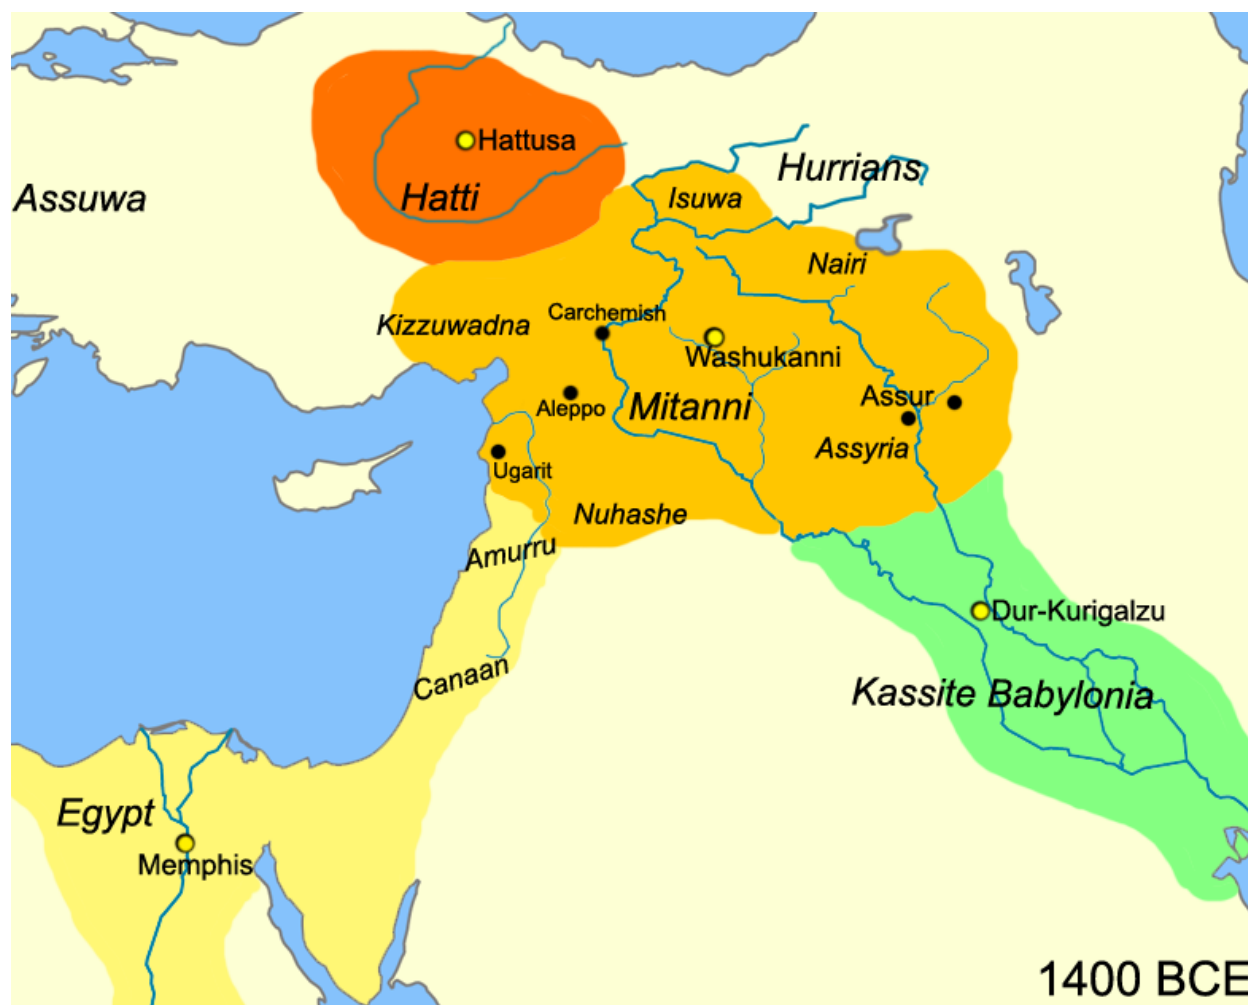 Hattusa
Hatti
Assuwa
Hurrians
Isuwa
Nairi
Carchemish
Kizzuwadna
Washukanni
Aleppo
Mitanni
Assur
Assyria
Ugarit
Nuhashe
Amurru
Dur-Kurigalzu
Canaan
Kassite Babylonia
Egypt
Memphis
1400 BCE